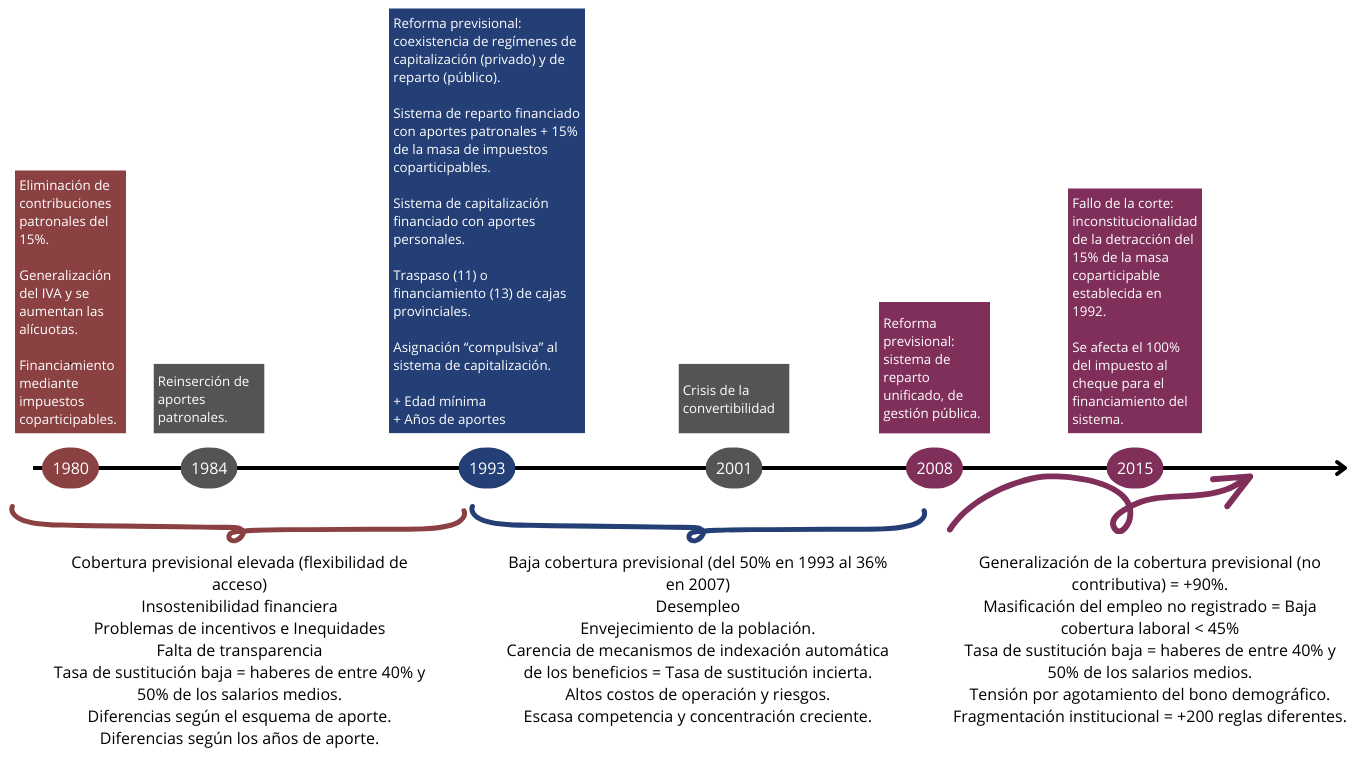 Eliminación de
contribuciones
patronales del
15%.
Generalización
del IVA y se
aumentan las
alícuotas.
Financiamiento
mediante
impuestos
coparticipables.
Reinserción de
aportes
patronales.
Reforma previsional:
coexistencia de regímenes de
capitalización (privado) y de
reparto (público).
Sistema de reparto financiado
con aportes patronales + 15%
de la masa de impuestos
coparticipables.
Sistema de capitalización
financiado con aportes
personales.
Traspaso (11) o
financiamiento (13) de cajas
provinciales.
Asignación “compulsiva” al
sistema de capitalización.
+ Edad mínima
+ Años de aportes
Crisis de la
convertibilidad
Reforma
previsional:
sistema de
reparto
unificado, de
gestión pública.
Fallo de la corte:
inconstitucionalidad
de la detracción del
15% de la masa
coparticipable
establecida en
1992.
Se afecta el 100%
del impuesto al
cheque para el
financiamiento del
sistema.
1980
1984
1993
2001
2008
2015
Cobertura previsional elevada (flexibilidad de
acceso)
Insostenibilidad financiera
Problemas de incentivos e Inequidades
Falta de transparencia
Tasa de sustitución baja = haberes de entre 40% y
50% de los salarios medios.
Diferencias según el esquema de aporte.
Diferencias según los años de aporte.
Baja cobertura previsional (del 50% en 1993 al 36%
en 2007)
Desempleo
Envejecimiento de la población.
Carencia de mecanismos de indexación automática
de los beneficios = Tasa de sustitución incierta.
Altos costos de operación y riesgos.
Escasa competencia y concentración creciente.
Generalización de la cobertura previsional (no
contributiva) = +90%.
Masificación del empleo no registrado = Baja
cobertura laboral < 45%
Tasa de sustitución baja = haberes de entre 40% y
50% de los salarios medios.
Tensión por agotamiento del bono demográfico.
Fragmentación institucional = +200 reglas diferentes.